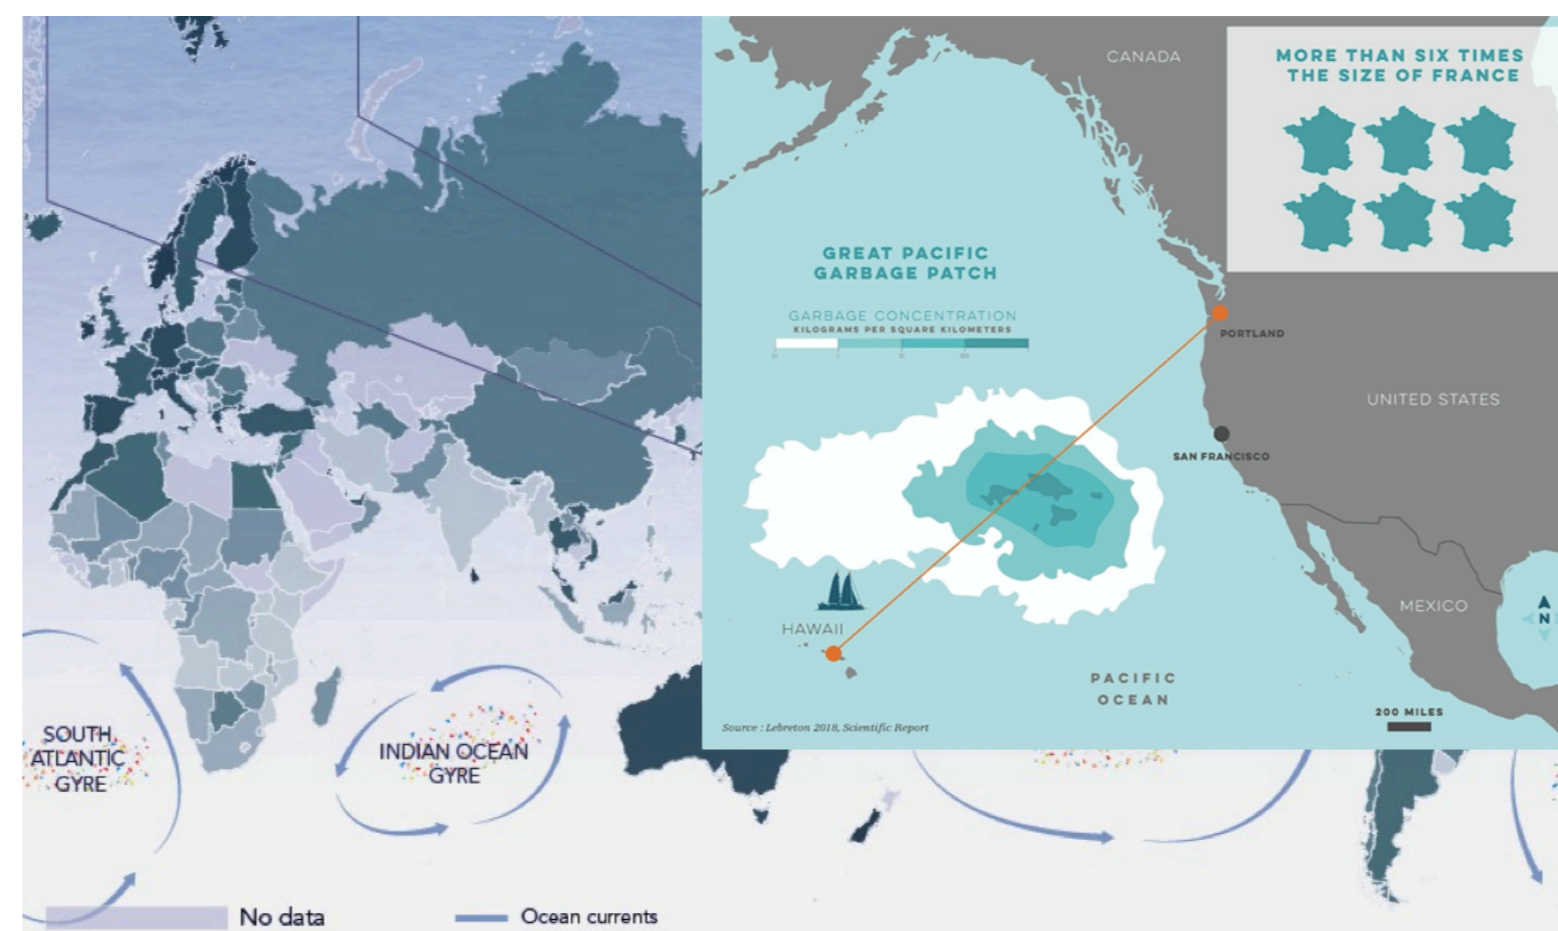 CANADA
MORE THAN SIX TIMES
THE SIZE OF FRANCE
GREAT PACIFIC
GARBAGE PATCH
GARBAGE CONCENTRATION
KILOGRAMS PER SQUARE KILOMETERS
PORTLAND
UNITED STATES
SAN FRANCISCO
MEXICO
N
HAWAII
PACIFIC
OCEAN
200 MILES
Source : Lebreton 2018, Scientific Report
SOUTH
ATLANTIC
GYRE
INDIAN OCEAN
GYRE
No data
Ocean currents